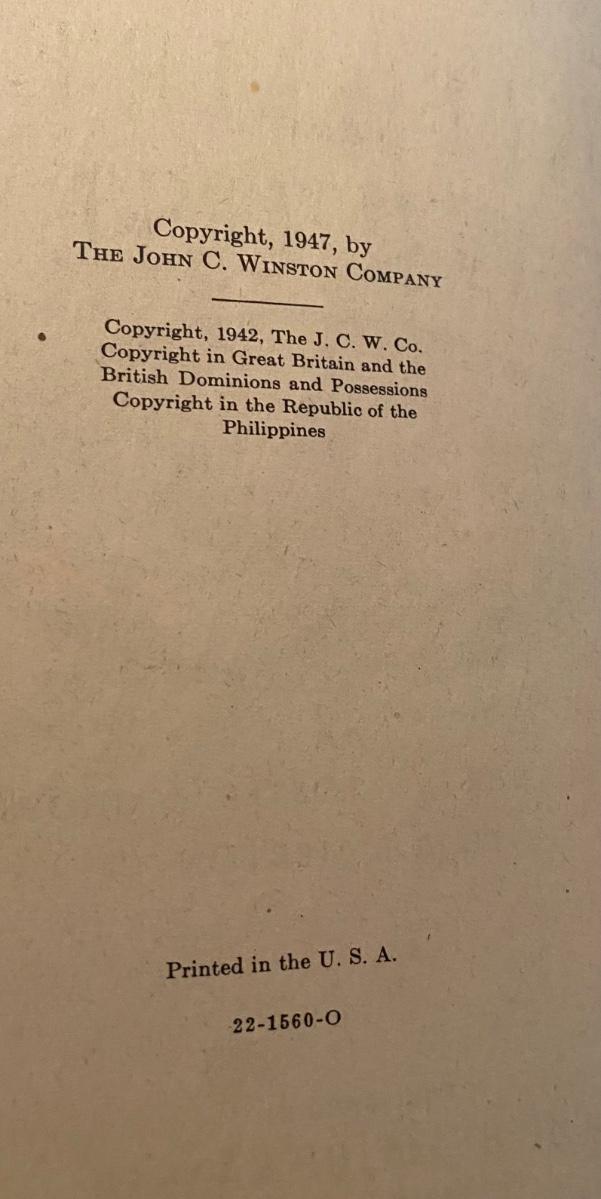 Copyright, 1947, by
THE JOHN C. WINSTON COMPANY
Copyright, 1942, The J. C. W. Co.
Copyright in Great Britain and the
British Dominions and Possessions
Copyright in the Republic of the
Philippines
Printed in the U. S. A.
22-1560-O